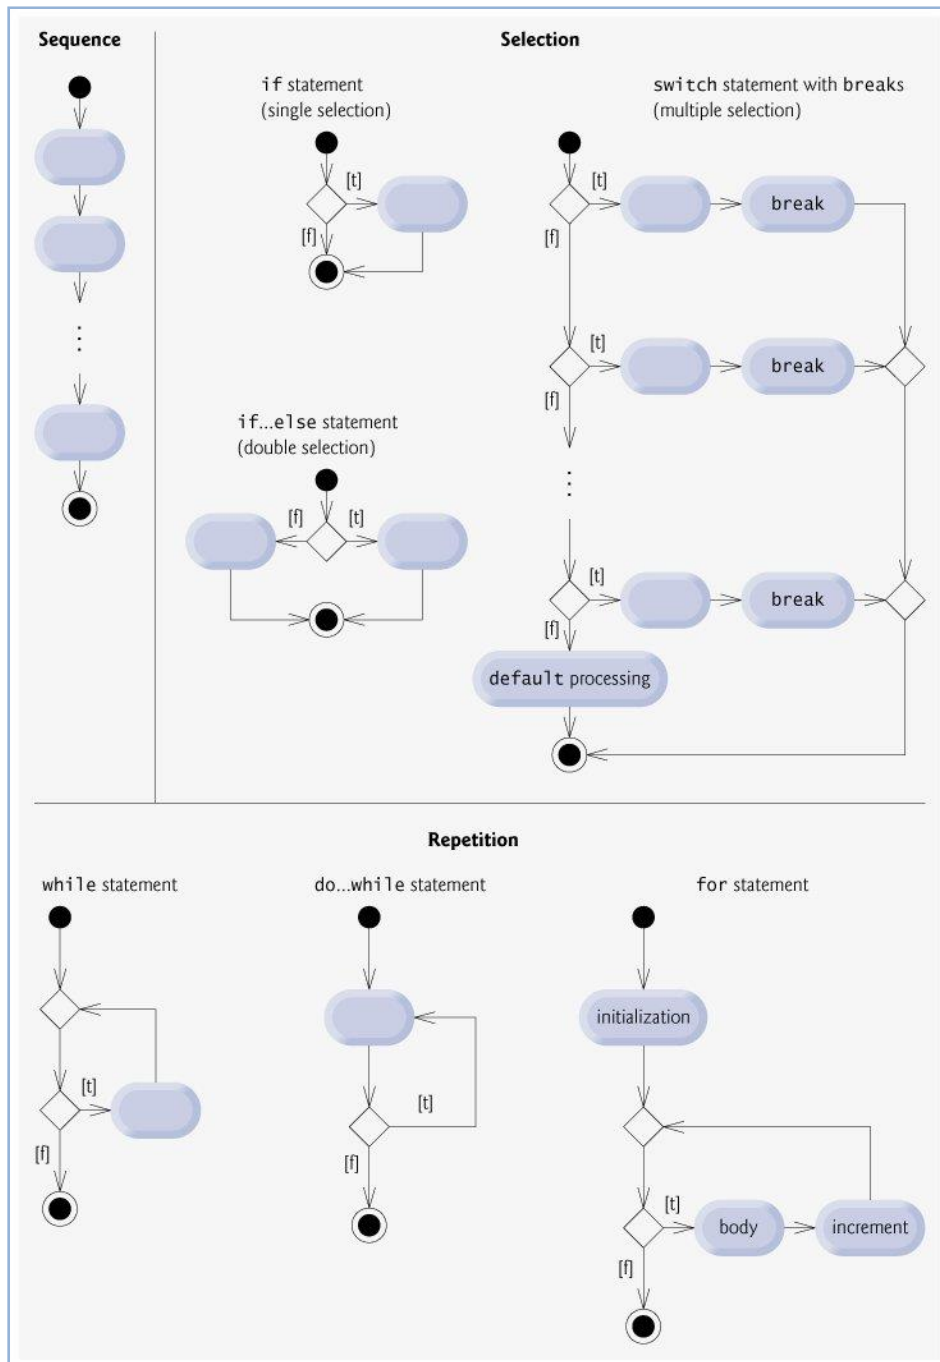 Sequence
Selection
if statement
(single selection)
[t]
[f]
if...else statement
(double selection)
[f]
[t]
switch statement with breaks
(multiple selection)
[t]
break
[f]
[t]
break
[f]
[t]
break
[f]
default processing
Repetition
while statement
[t]
[f]
do...while statement
[t]
[f]
for statement
initialization
[t]
body
increment
[f]